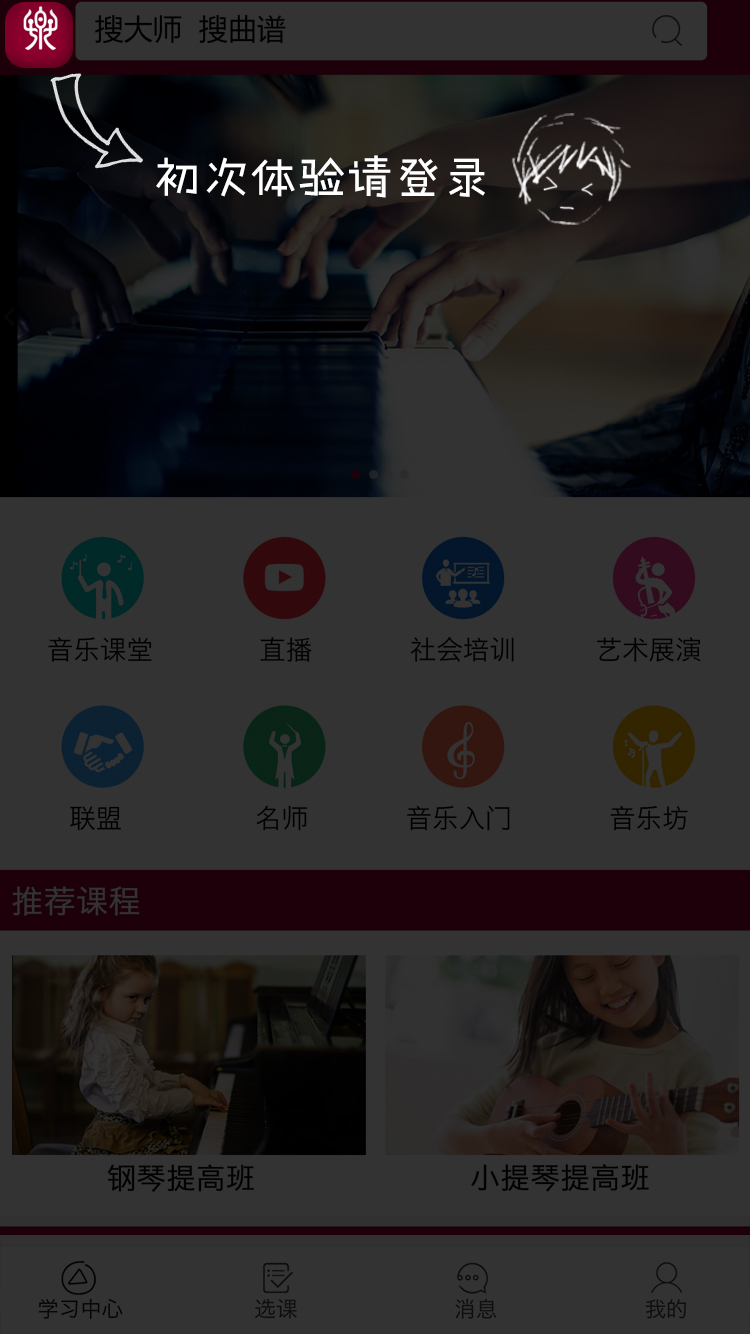 搜大师 搜曲谱
初次体验请登录
音乐课堂 直播 社会培训 艺术展演
联盟 名师 音乐入门 音乐坊
推荐课程
钢琴提高班 小提琴提高班
学习中心 选课 消息 我的